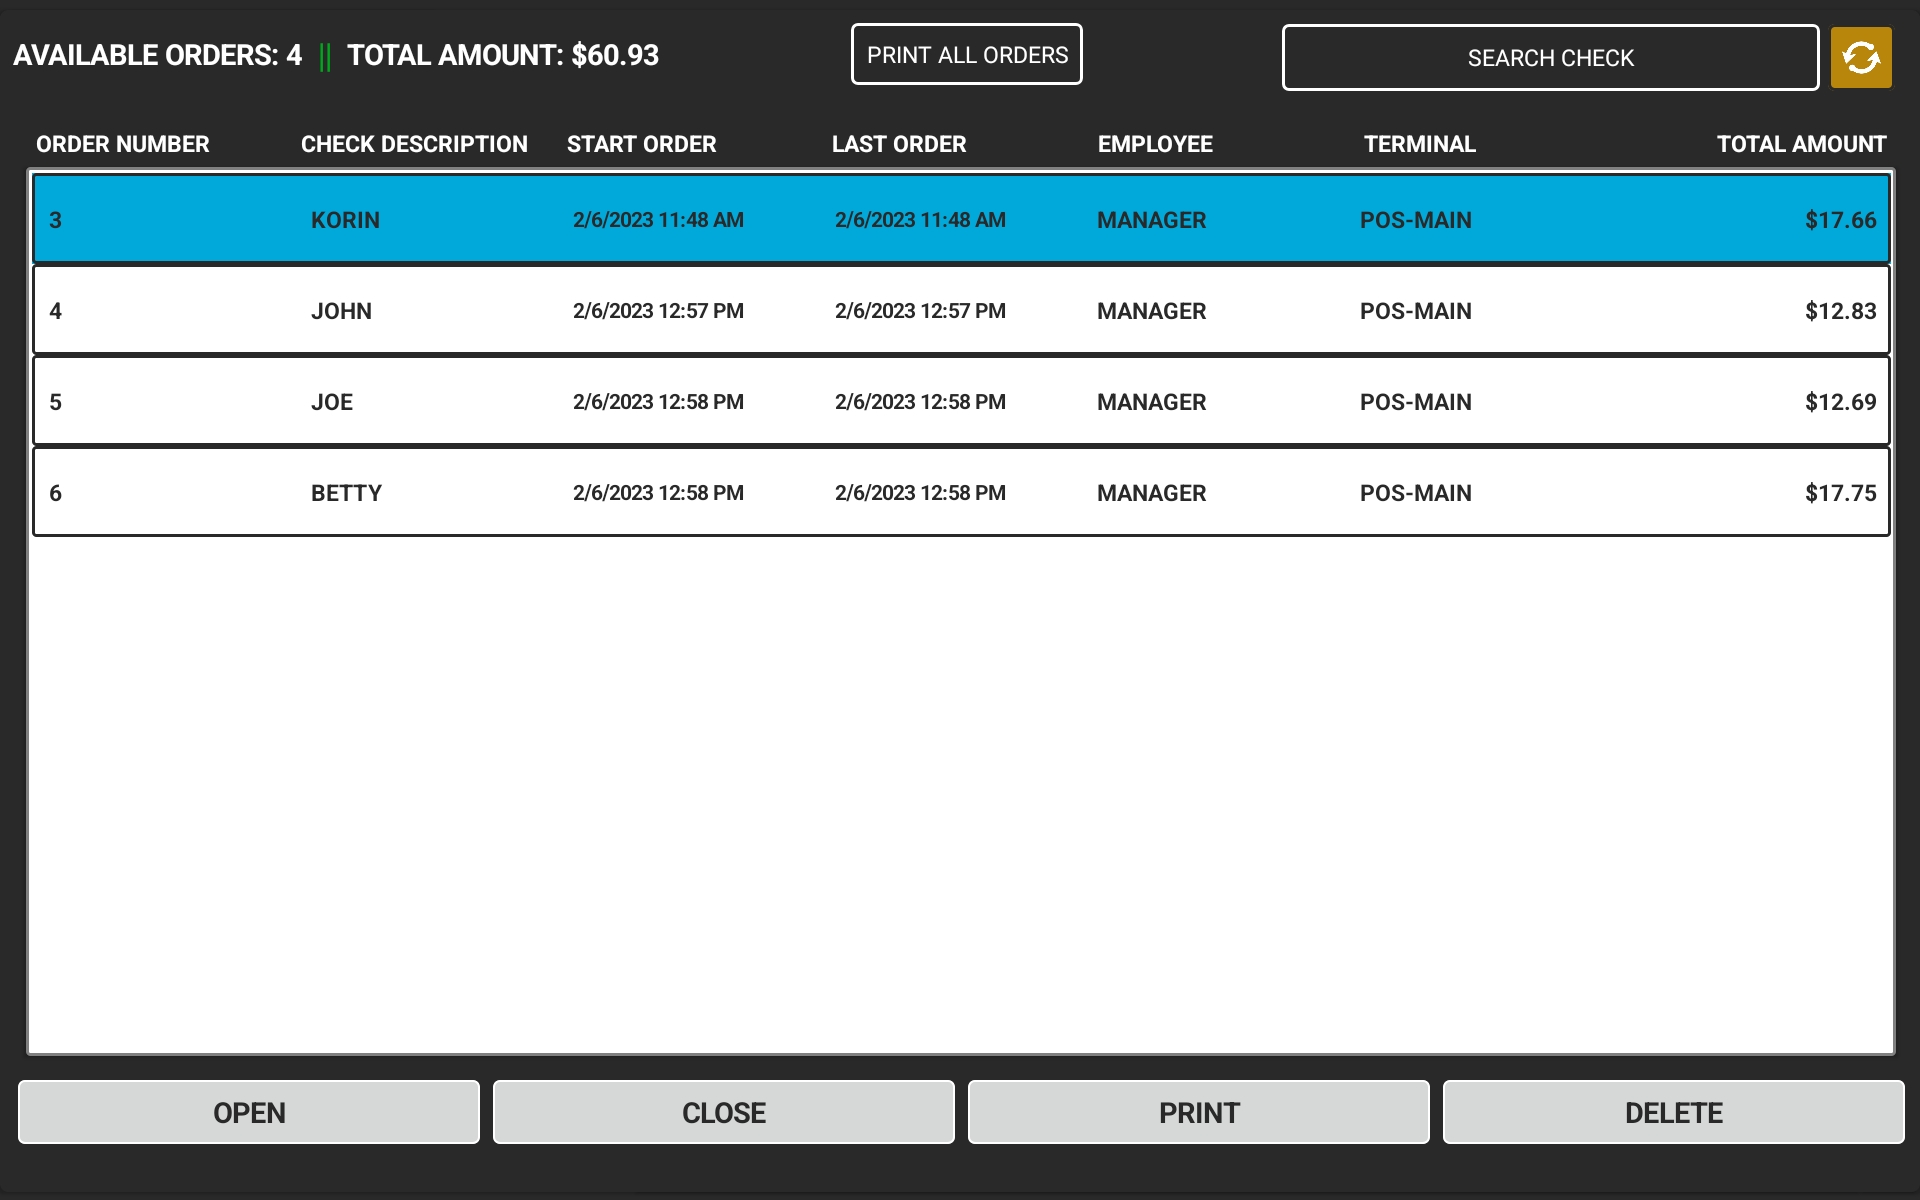 AVAILABLE ORDERS: 4 || TOTAL AMOUNT: $60.93 PRINT ALL ORDERS SEARCH CHECK
ORDER NUMBER CHECK DESCRIPTION START ORDER LAST ORDER EMPLOYEE TERMINAL TOTAL AMOUNT
3 KORIN 2/6/2023 11:48 AM 2/6/2023 11:48 AM MANAGER POS-MAIN $17.66
4 JOHN 2/6/2023 12:57 PM 2/6/2023 12:57 PM MANAGER POS-MAIN $12.83
5 JOE 2/6/2023 12:58 PM 2/6/2023 12:58 PM MANAGER POS-MAIN $12.69
6 BETTY 2/6/2023 12:58 PM 2/6/2023 12:58 PM MANAGER POS-MAIN $17.75
OPEN CLOSE PRINT DELETE